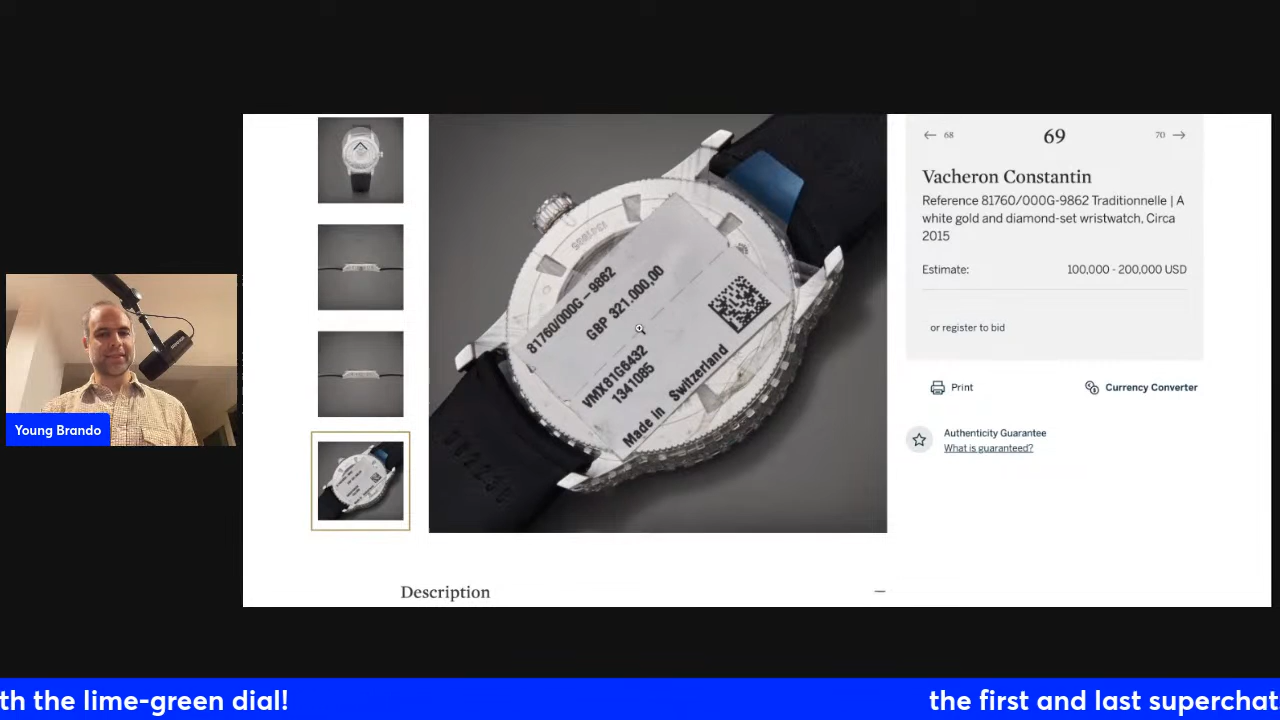 68
69
70
Vacheron Constantin
Reference 81760/000G-9862 Traditionnelle | A
white gold and diamond-set wristwatch, Circa
2015
Estimate:
100,000 - 200,000 USD
or register to bid
Print
Currency Converter
Authenticity Guarantee
What is guaranteed?
81760/000G – 9862
GBP 321.000,00
VMX81G6432
1341085
Made in Switzerland
Description
Young Brando
th the lime-green dial!
the first and last superchat